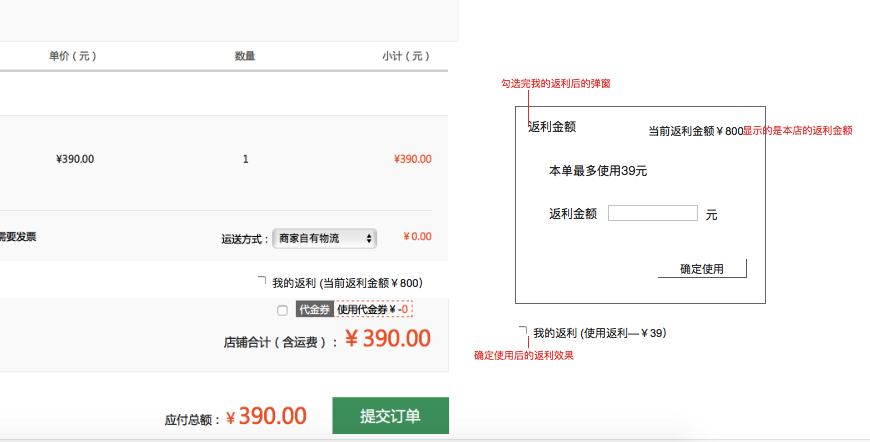 单价（元）
数量
小计（元）
¥390.00
1
¥390.00
需要发票
运送方式：
商家自有物流
¥0.00
我的返利 (当前返利金额￥800)
代金券
使用代金券￥-0
店铺合计（含运费）：￥390.00
应付总额：￥390.00
提交订单
勾选完我的返利后的弹窗
返利金额
当前返利金额￥800
显示的是本店的返利金额
本单最多使用39元
返利金额
元
确定使用
我的返利 (使用返利—￥39)
确定使用后的返利效果